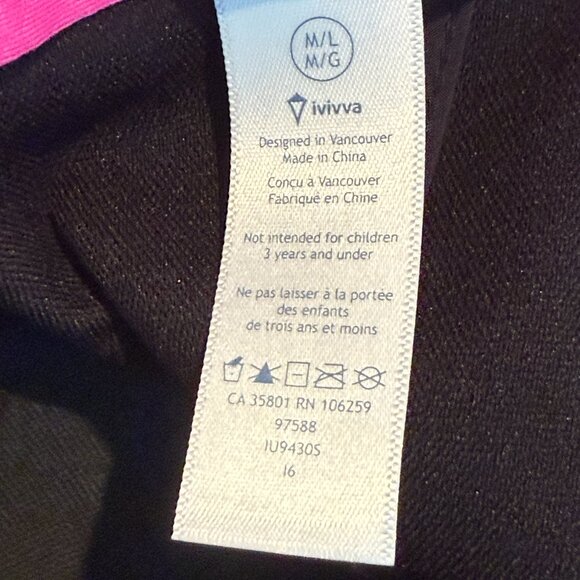 M/L
M/G
ivivva
Designed in Vancouver
Made in China
Conçu à Vancouver
Fabriqué en Chine
Not intended for children
3 years and under
Ne pas laisser à la portée
des enfants
de trois ans et moins
CA 35801 RN 106259
97588
IU9430S
I6